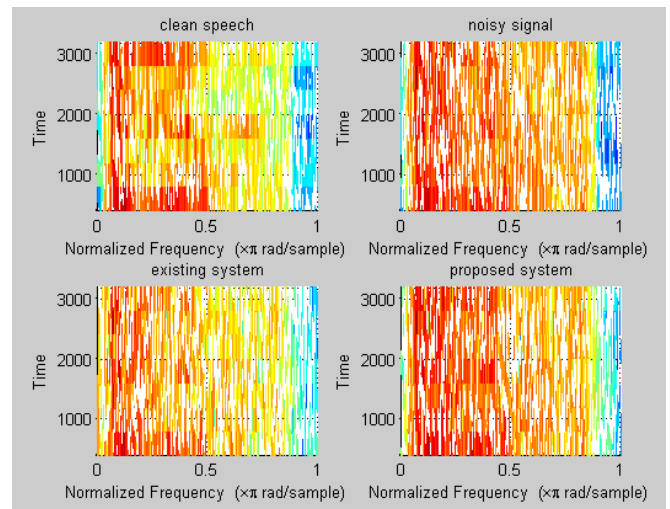 clean speech
noisy signal
3000
2000
1000
Time
0
0.5
1
Normalized Frequency (×π rad/sample)
3000
2000
1000
Time
0
0.5
1
Normalized Frequency (×π rad/sample)
existing system
proposed system
3000
2000
1000
Time
0
0.5
1
Normalized Frequency (×π rad/sample)
3000
2000
1000
Time
0
0.5
1
Normalized Frequency (×π rad/sample)